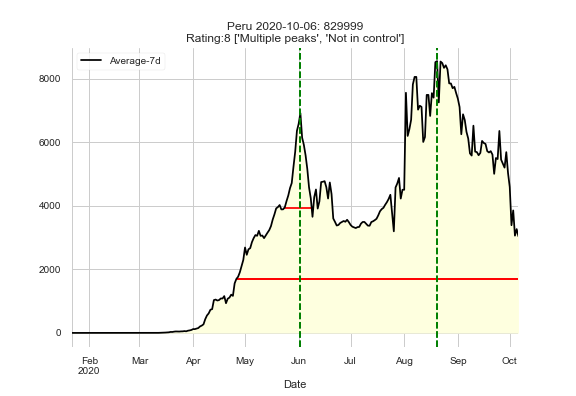 Peru 2020-10-06: 829999
Rating:8 ['Multiple peaks', 'Not in control']
Average-7d
8000
6000
4000
2000
0
Feb Mar Apr May Jun Jul Aug Sep Oct
2020
Date